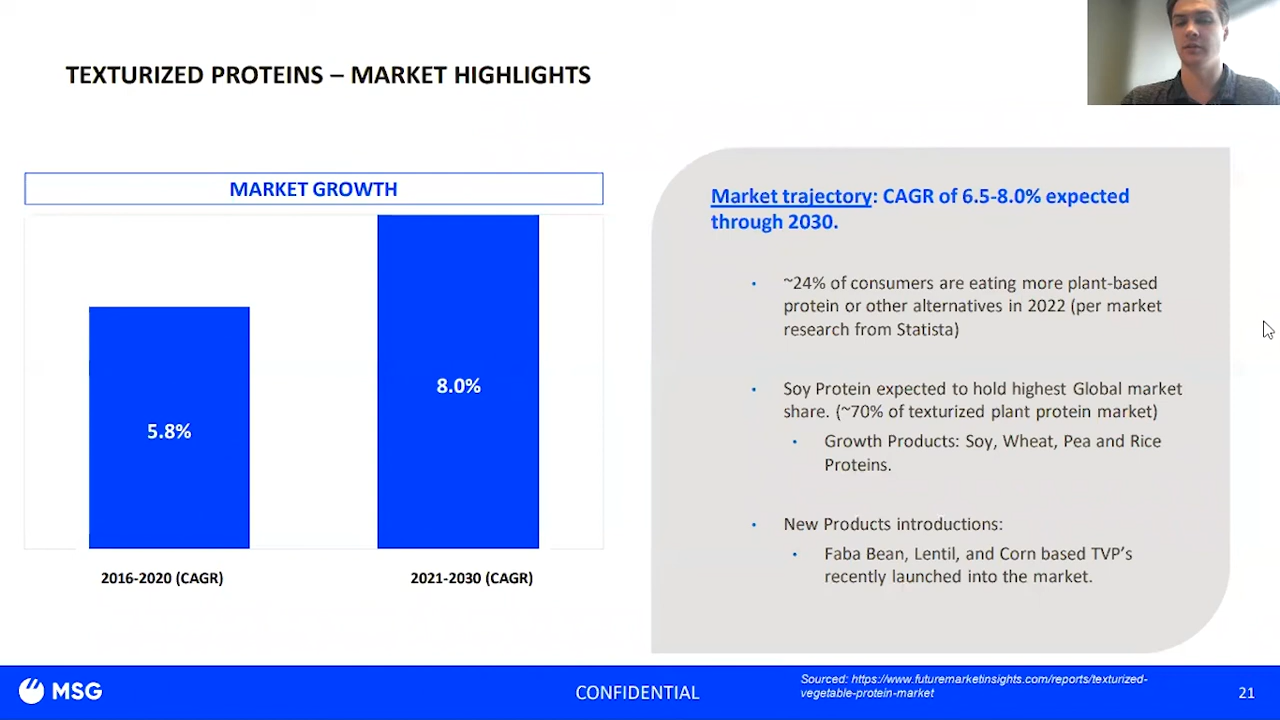 TEXTURIZED PROTEINS – MARKET HIGHLIGHTS
MARKET GROWTH
5.8%
8.0%
2016-2020 (CAGR)
2021-2030 (CAGR)
Market trajectory: CAGR of 6.5-8.0% expected
through 2030.
~24% of consumers are eating more plant-based
protein or other alternatives in 2022 (per market
research from Statista)
Soy Protein expected to hold highest Global market
share. (~70% of texturized plant protein market)
Growth Products: Soy, Wheat, Pea and Rice
Proteins.
New Products introductions:
Faba Bean, Lentil, and Corn based TVP’s
recently launched into the market.
MSG
CONFIDENTIAL
Sourced: https://www.futuremarketinsights.com/reports/texturized-
vegetable-protein-market
21